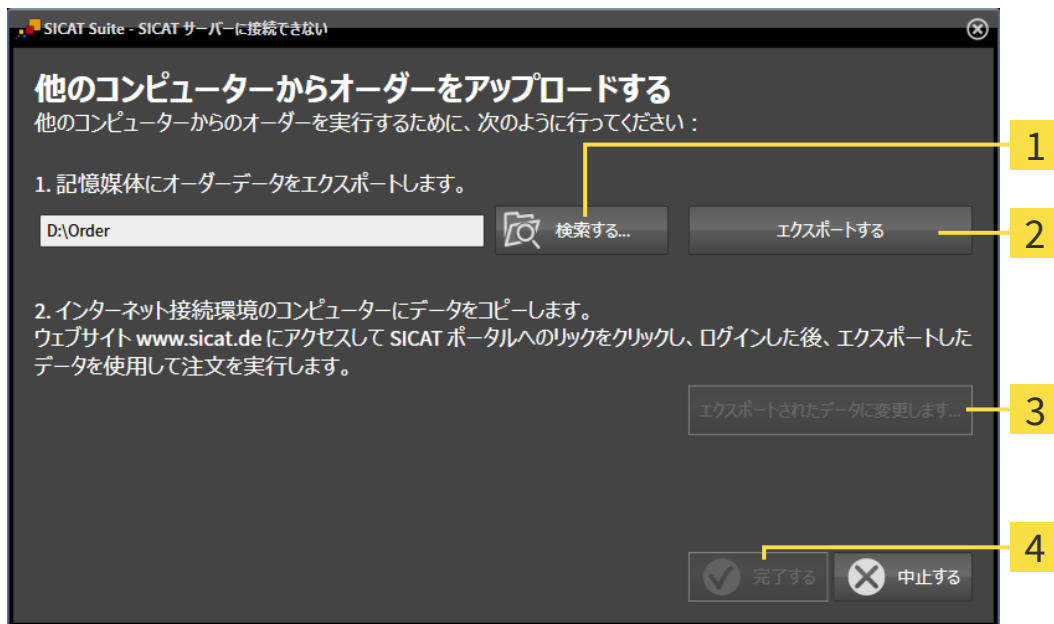 SICAT Suite - SICAT サーバーに接続できない
他のコンピューターからオーダーをアップロードする
他のコンピューターからのオーダーを実行するために、次のように行ってください：
1
1. 記憶媒体にオーダーデータをエクスポートします。
D:\Order
検索する...
エクスポートする
2
2. インターネット接続環境のコンピューターにデータをコピーします。
ウェブサイト www.sicat.de にアクセスして SICAT ポータルへのリックをクリックし、ログインした後、エクスポートした
データを使用して注文を実行します。
エクスポートされたデータに変更します...
3
4
完了する
中止する